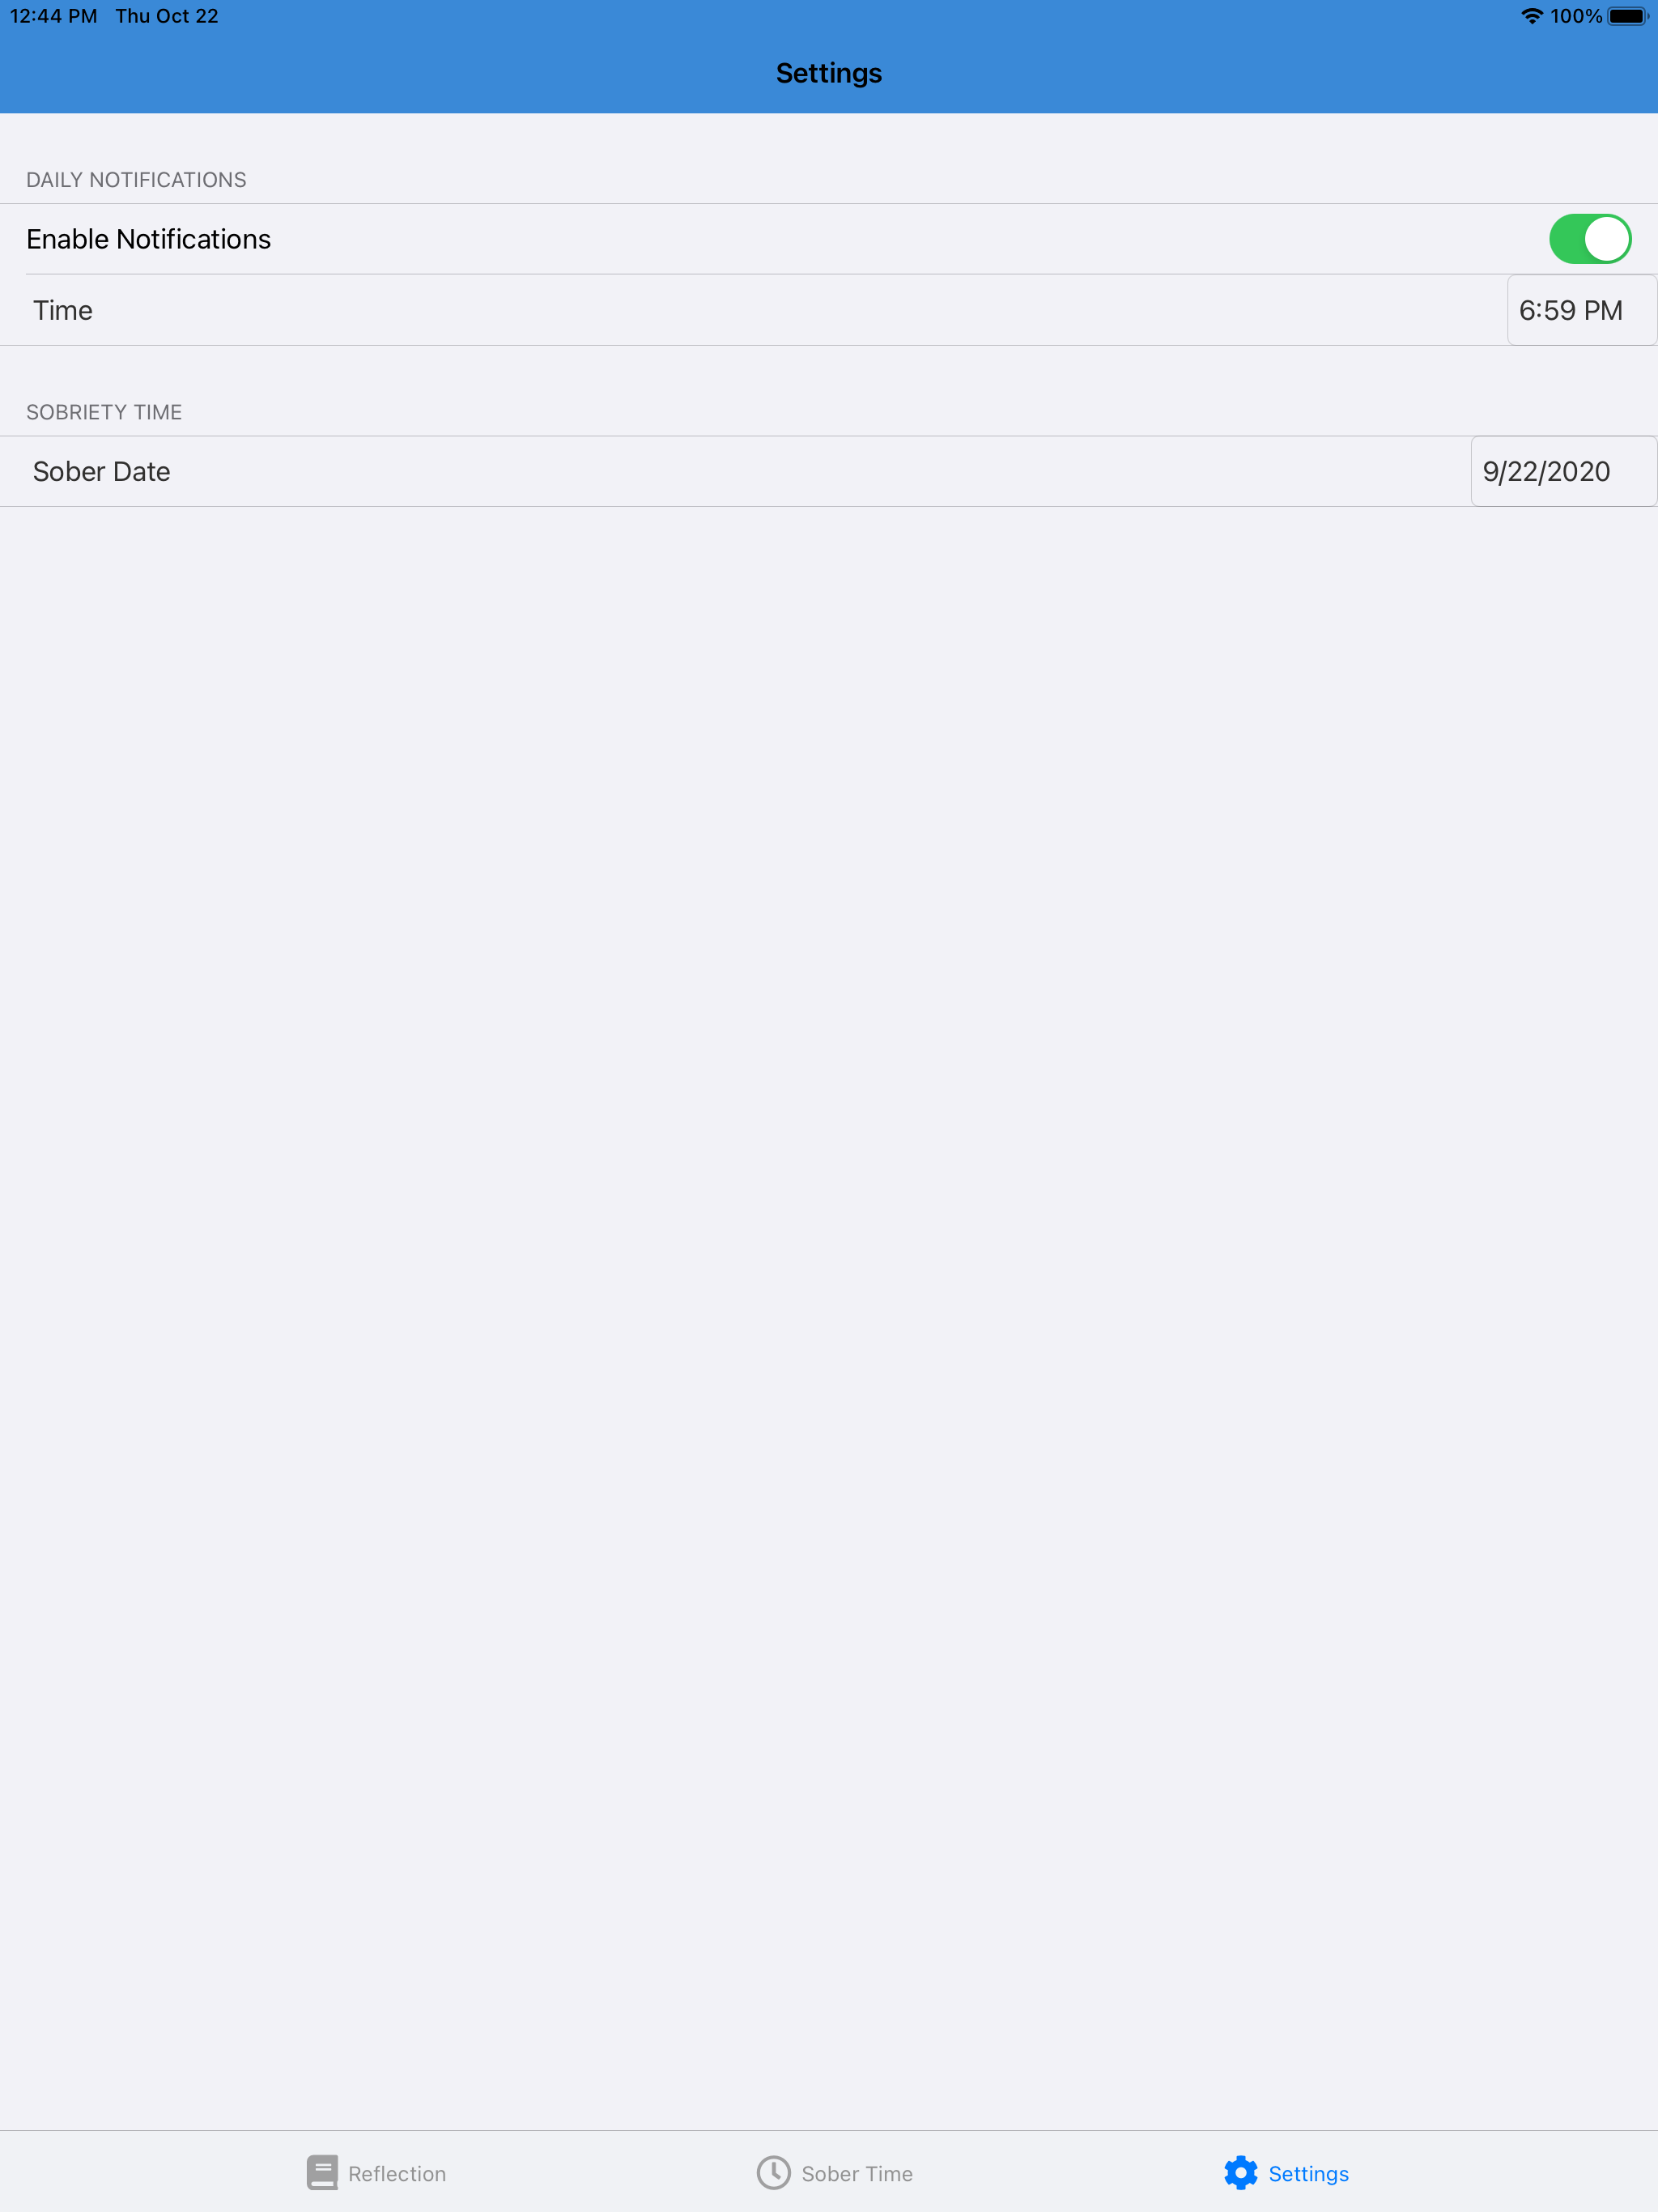 12:44 PM Thu Oct 22 100%
Settings
DAILY NOTIFICATIONS
Enable Notifications
Time 6:59 PM
SOBRIETY TIME
Sober Date 9/22/2020
Reflection Sober Time Settings